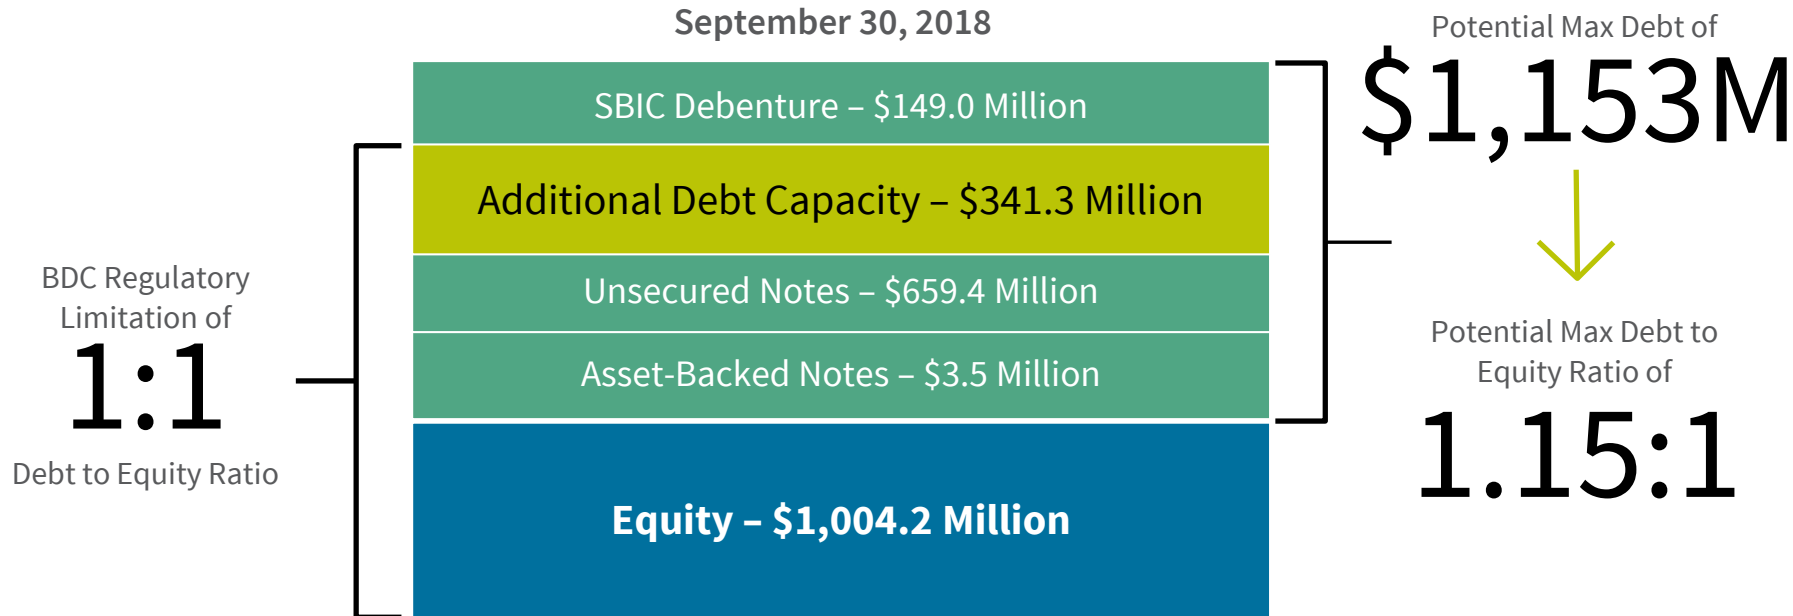 September 30, 2018
SBIC Debenture – $149.0 Million
Additional Debt Capacity – $341.3 Million
Unsecured Notes – $659.4 Million
Asset-Backed Notes – $3.5 Million
Equity – $1,004.2 Million
BDC Regulatory
Limitation of
1:1
Debt to Equity Ratio
Potential Max Debt of
$1,153M
Potential Max Debt to
Equity Ratio of
1.15:1